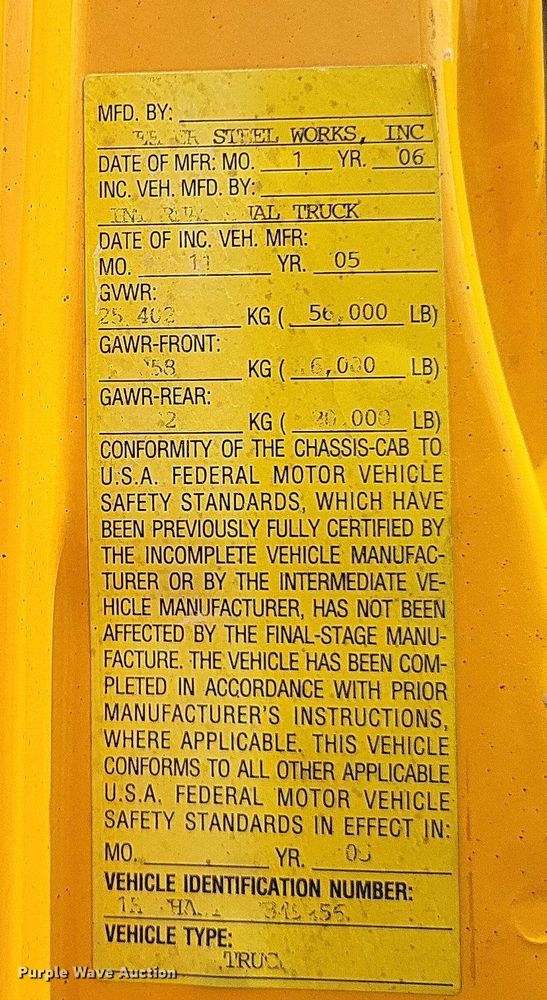 MFD. BY:
STEEL WORKS, INC
DATE OF MFR: MO. 1 YR. 06
INC. VEH. MFD. BY:
TRUCK
DATE OF INC. VEH. MFR:
MO. 11 YR. 05
GVWR:
25,402 KG ( 56,000 LB)
GAWR-FRONT:
KG ( LB)
GAWR-REAR:
KG ( LB)
CONFORMITY OF THE CHASSIS-CAB TO
U.S.A. FEDERAL MOTOR VEHICLE
SAFETY STANDARDS, WHICH HAVE
BEEN PREVIOUSLY FULLY CERTIFIED BY
THE INCOMPLETE VEHICLE MANUFAC-
TURER OR BY THE INTERMEDIATE VE-
HICLE MANUFACTURER, HAS NOT BEEN
AFFECTED BY THE FINAL-STAGE MANU-
FACTURE. THE VEHICLE HAS BEEN COM-
PLETED IN ACCORDANCE WITH PRIOR
MANUFACTURER'S INSTRUCTIONS,
WHERE APPLICABLE. THIS VEHICLE
CONFORMS TO ALL OTHER APPLICABLE
U.S.A. FEDERAL MOTOR VEHICLE
SAFETY STANDARDS IN EFFECT IN:
MO. YR.
VEHICLE IDENTIFICATION NUMBER:
VEHICLE TYPE:
Purple Wave Auction